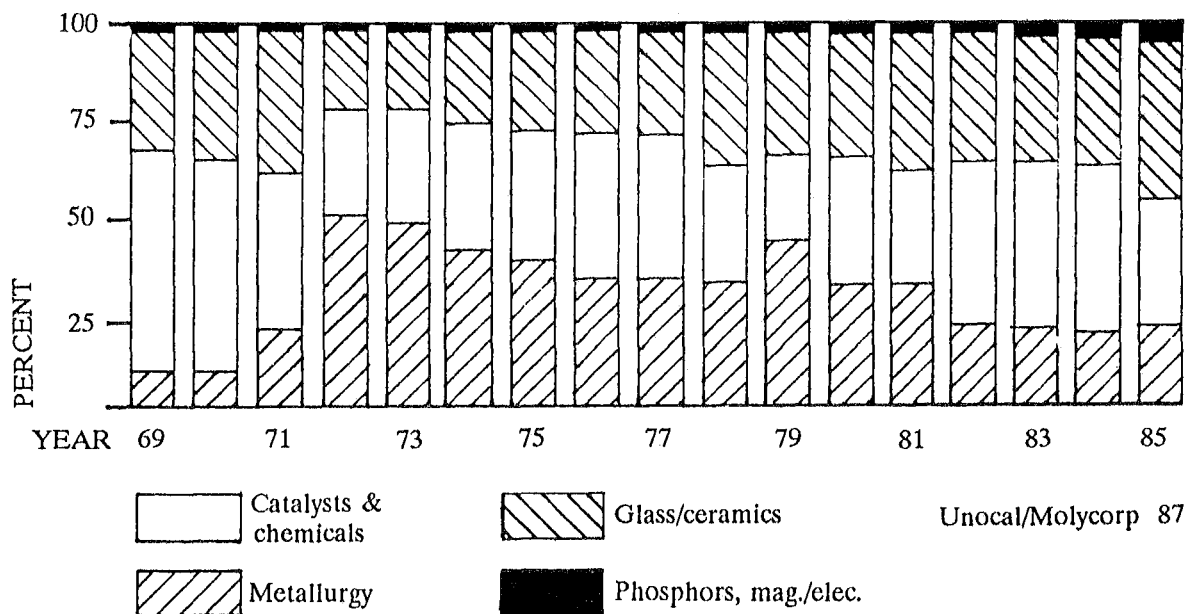 100
75
50
25
PERCENT
YEAR 69 71 73 75 77 79 81 83 85
Catalysts &
chemicals
Glass/ceramics
Unocal/Molycorp 87
Metallurgy
Phosphors, mag./elec.